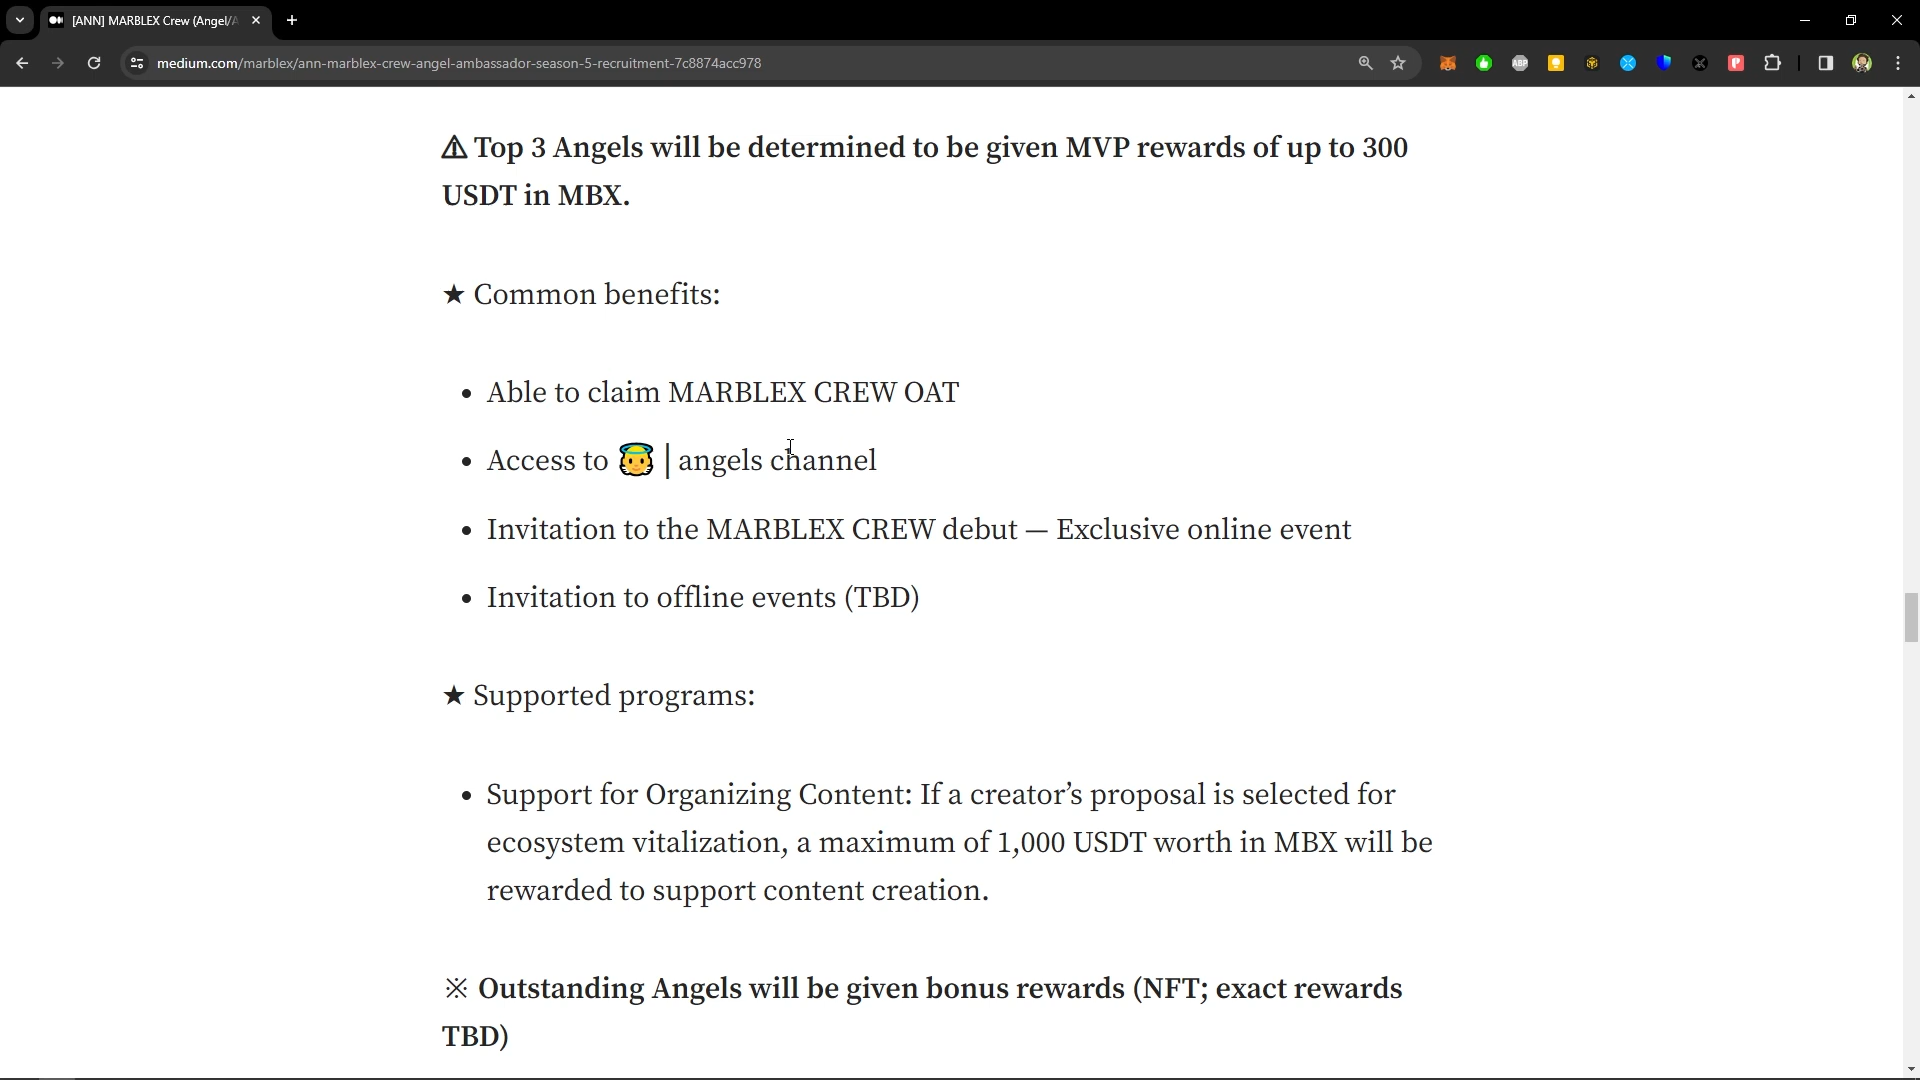 [ANN] MARBLEX Crew (Angel/A
medium.com/marblex/ann-marblex-crew-angel-ambassador-season-5-recruitment-7c8874acc978
ABP
⚠ Top 3 Angels will be determined to be given MVP rewards of up to 300
USDT in MBX.
★ Common benefits:
• Able to claim MARBLEX CREW OAT
• Access to 😇 | angels channel
• Invitation to the MARBLEX CREW debut — Exclusive online event
• Invitation to offline events (TBD)
★ Supported programs:
• Support for Organizing Content: If a creator’s proposal is selected for
ecosystem vitalization, a maximum of 1,000 USDT worth in MBX will be
rewarded to support content creation.
※ Outstanding Angels will be given bonus rewards (NFT; exact rewards
TBD)